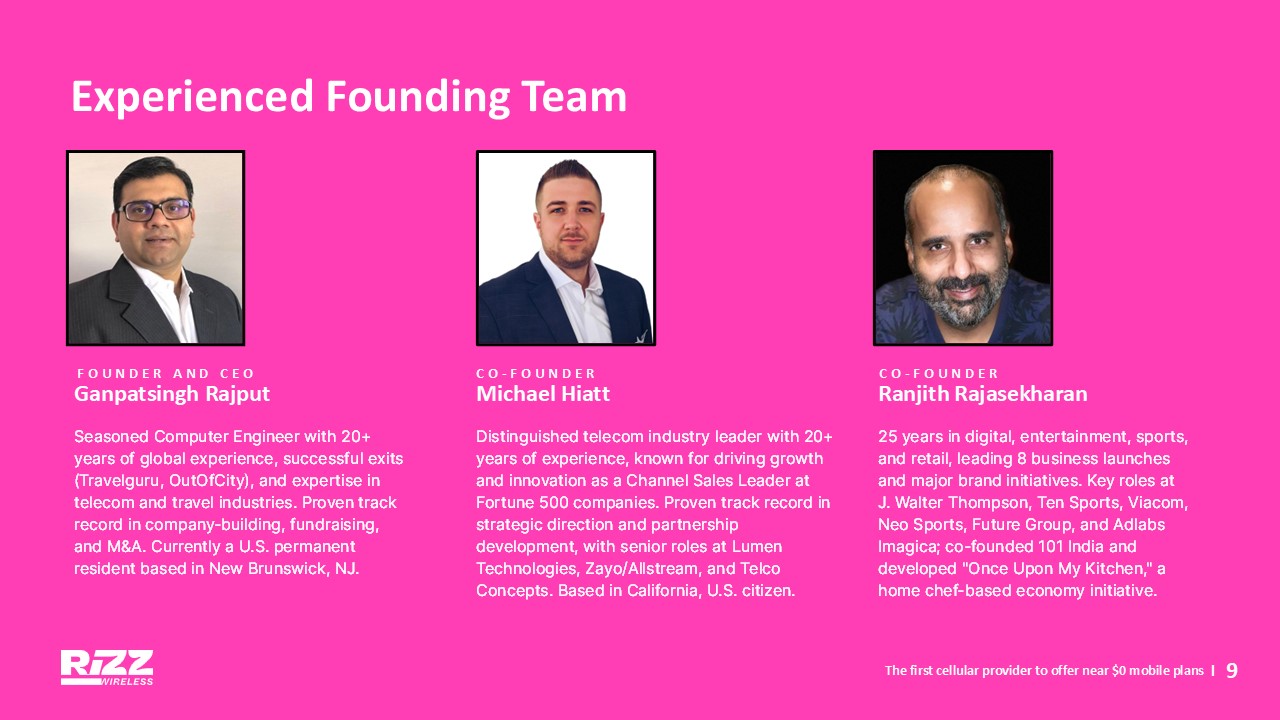 Experienced Founding Team
FOUNDER AND CEO
Ganpatsingh Rajput
Seasoned Computer Engineer with 20+
years of global experience, successful exits
(Travelguru, OutOfCity), and expertise in
telecom and travel industries. Proven track
record in company-building, fundraising,
and M&A. Currently a U.S. permanent
resident based in New Brunswick, NJ.
CO-FOUNDER
Michael Hiatt
Distinguished telecom industry leader with 20+
years of experience, known for driving growth
and innovation as a Channel Sales Leader at
Fortune 500 companies. Proven track record in
strategic direction and partnership
development, with senior roles at Lumen
Technologies, Zayo/Allstream, and Telco
Concepts. Based in California, U.S. citizen.
CO-FOUNDER
Ranjith Rajasekharan
25 years in digital, entertainment, sports,
and retail, leading 8 business launches
and major brand initiatives. Key roles at
J. Walter Thompson, Ten Sports, Viacom,
Neo Sports, Future Group, and Adlabs
Imagica; co-founded 101 India and
developed "Once Upon My Kitchen," a
home chef-based economy initiative.
RiZZ
WIRELESS
The first cellular provider to offer near $0 mobile plans | 9